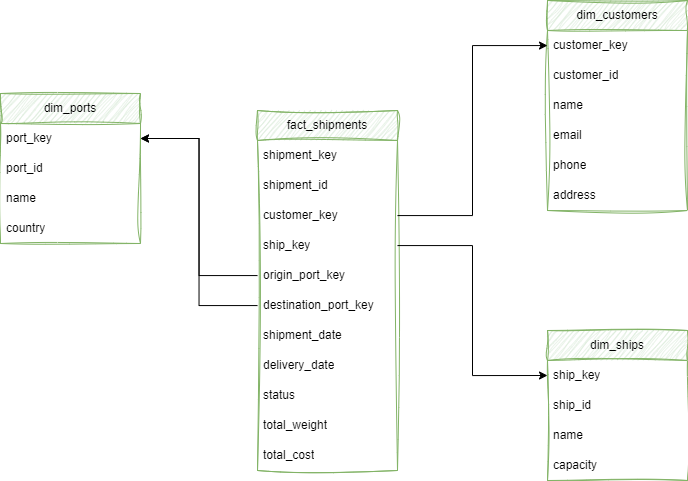 dim_customers
customer_key
customer_id
name
email
phone
address
dim_ports
port_key
port_id
name
country
fact_shipments
shipment_key
shipment_id
customer_key
ship_key
origin_port_key
destination_port_key
shipment_date
delivery_date
status
total_weight
total_cost
dim_ships
ship_key
ship_id
name
capacity